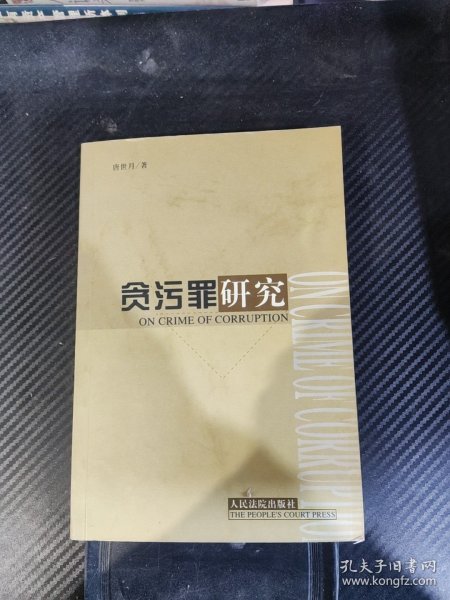 唐世月/著
贪污罪研究
ON CRIME OF CORRUPTION
ON CRIME OF CORRUPTIO
人民法院出版社
THE PEOPLE'S COURT PRESS
孔夫子旧书网
www.kongfz.com